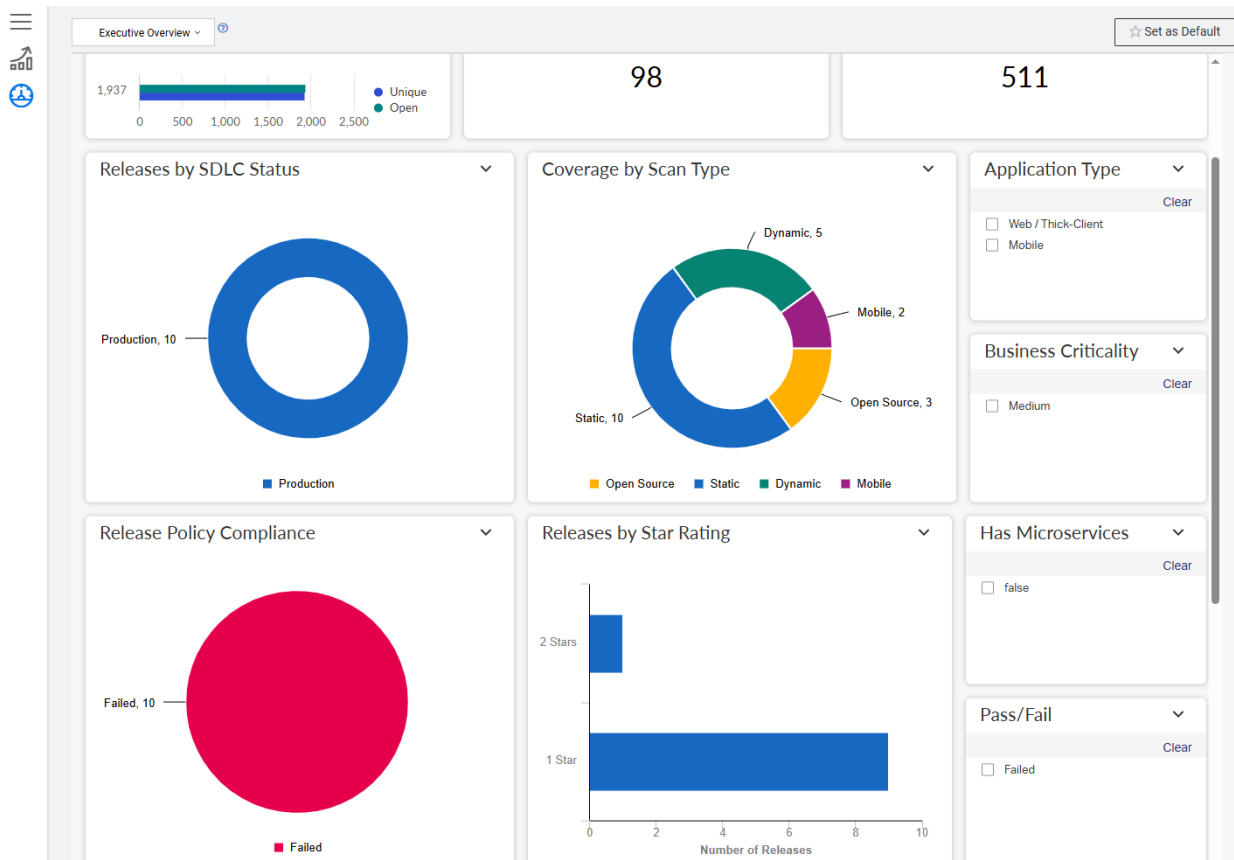 Executive Overview
Set as Default
1,937
Unique
Open
0 500 1,000 1,500 2,000 2,500
98
511
Releases by SDLC Status
Production, 10
Production
Coverage by Scan Type
Dynamic, 5
Mobile, 2
Open Source, 3
Static, 10
Open Source Static Dynamic Mobile
Application Type
Clear
Web / Thick-Client
Mobile
Business Criticality
Clear
Medium
Release Policy Compliance
Failed, 10
Failed
Releases by Star Rating
2 Stars
1 Star
0 2 4 6 8 10
Number of Releases
Has Microservices
Clear
false
Pass/Fail
Clear
Failed